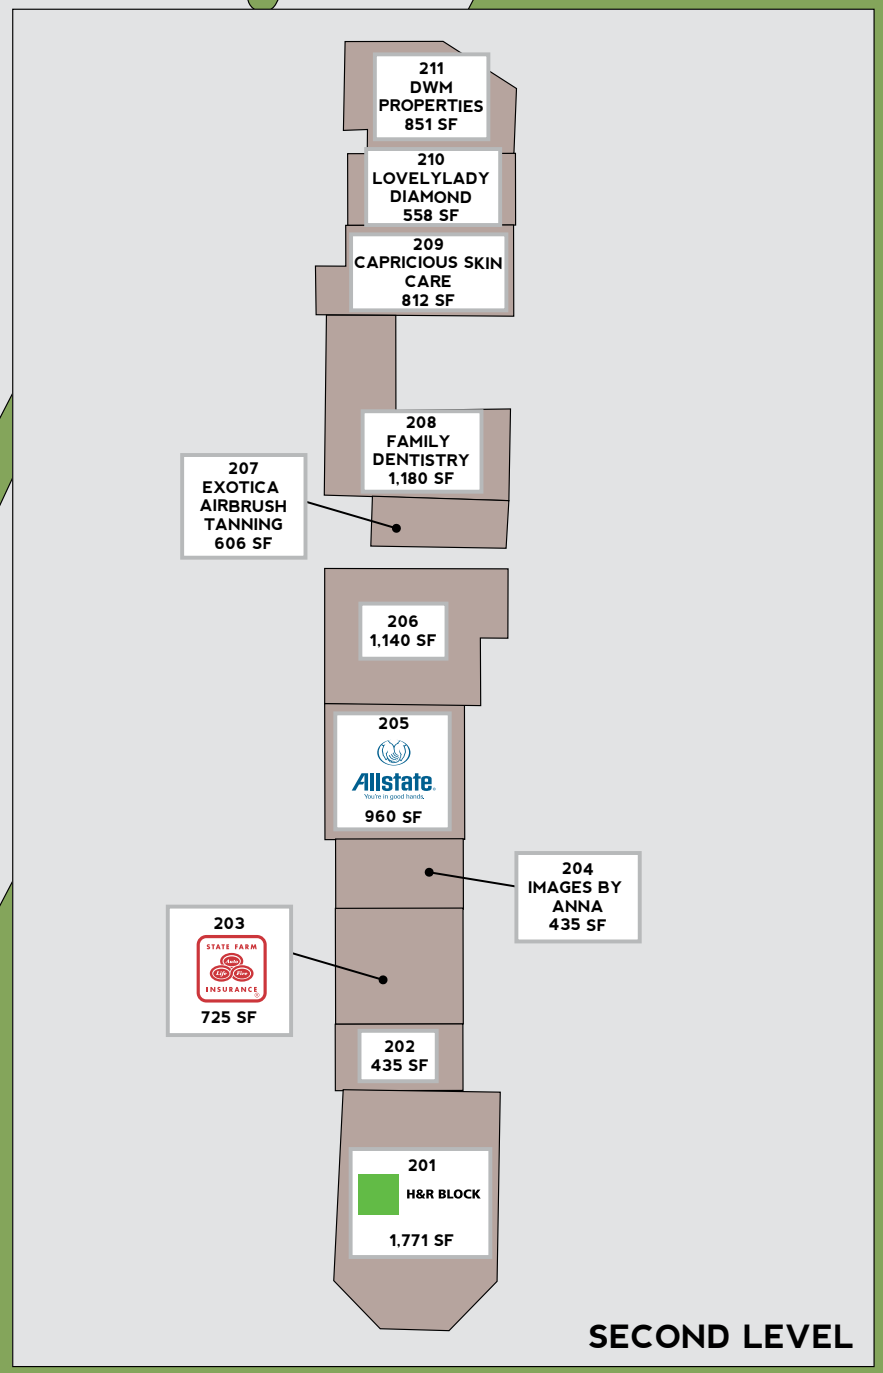 211
DWM
PROPERTIES
851 SF
210
LOVELYLADY
DIAMOND
558 SF
209
CAPRICIOUS SKIN
CARE
812 SF
208
FAMILY
DENTISTRY
1,180 SF
207
EXOTICA
AIRBRUSH
TANNING
606 SF
206
1,140 SF
205
Allstate®
You're in good hands.
960 SF
204
IMAGES BY
ANNA
435 SF
203
STATE FARM
Auto
Life Fire
INSURANCE®
725 SF
202
435 SF
201
H&R BLOCK
1,771 SF
SECOND LEVEL